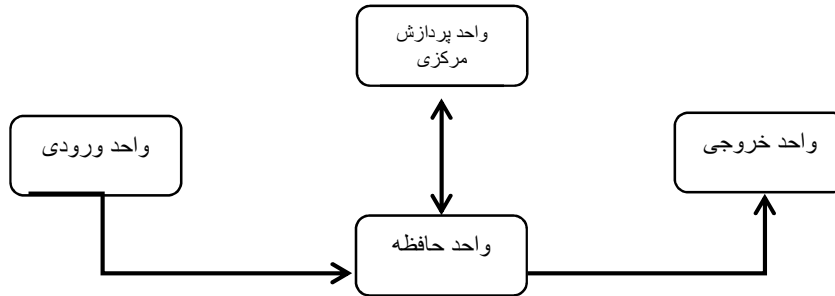 واحد پردازش
مرکزی
واحد خروجی
واحد ورودی
واحد حافظه